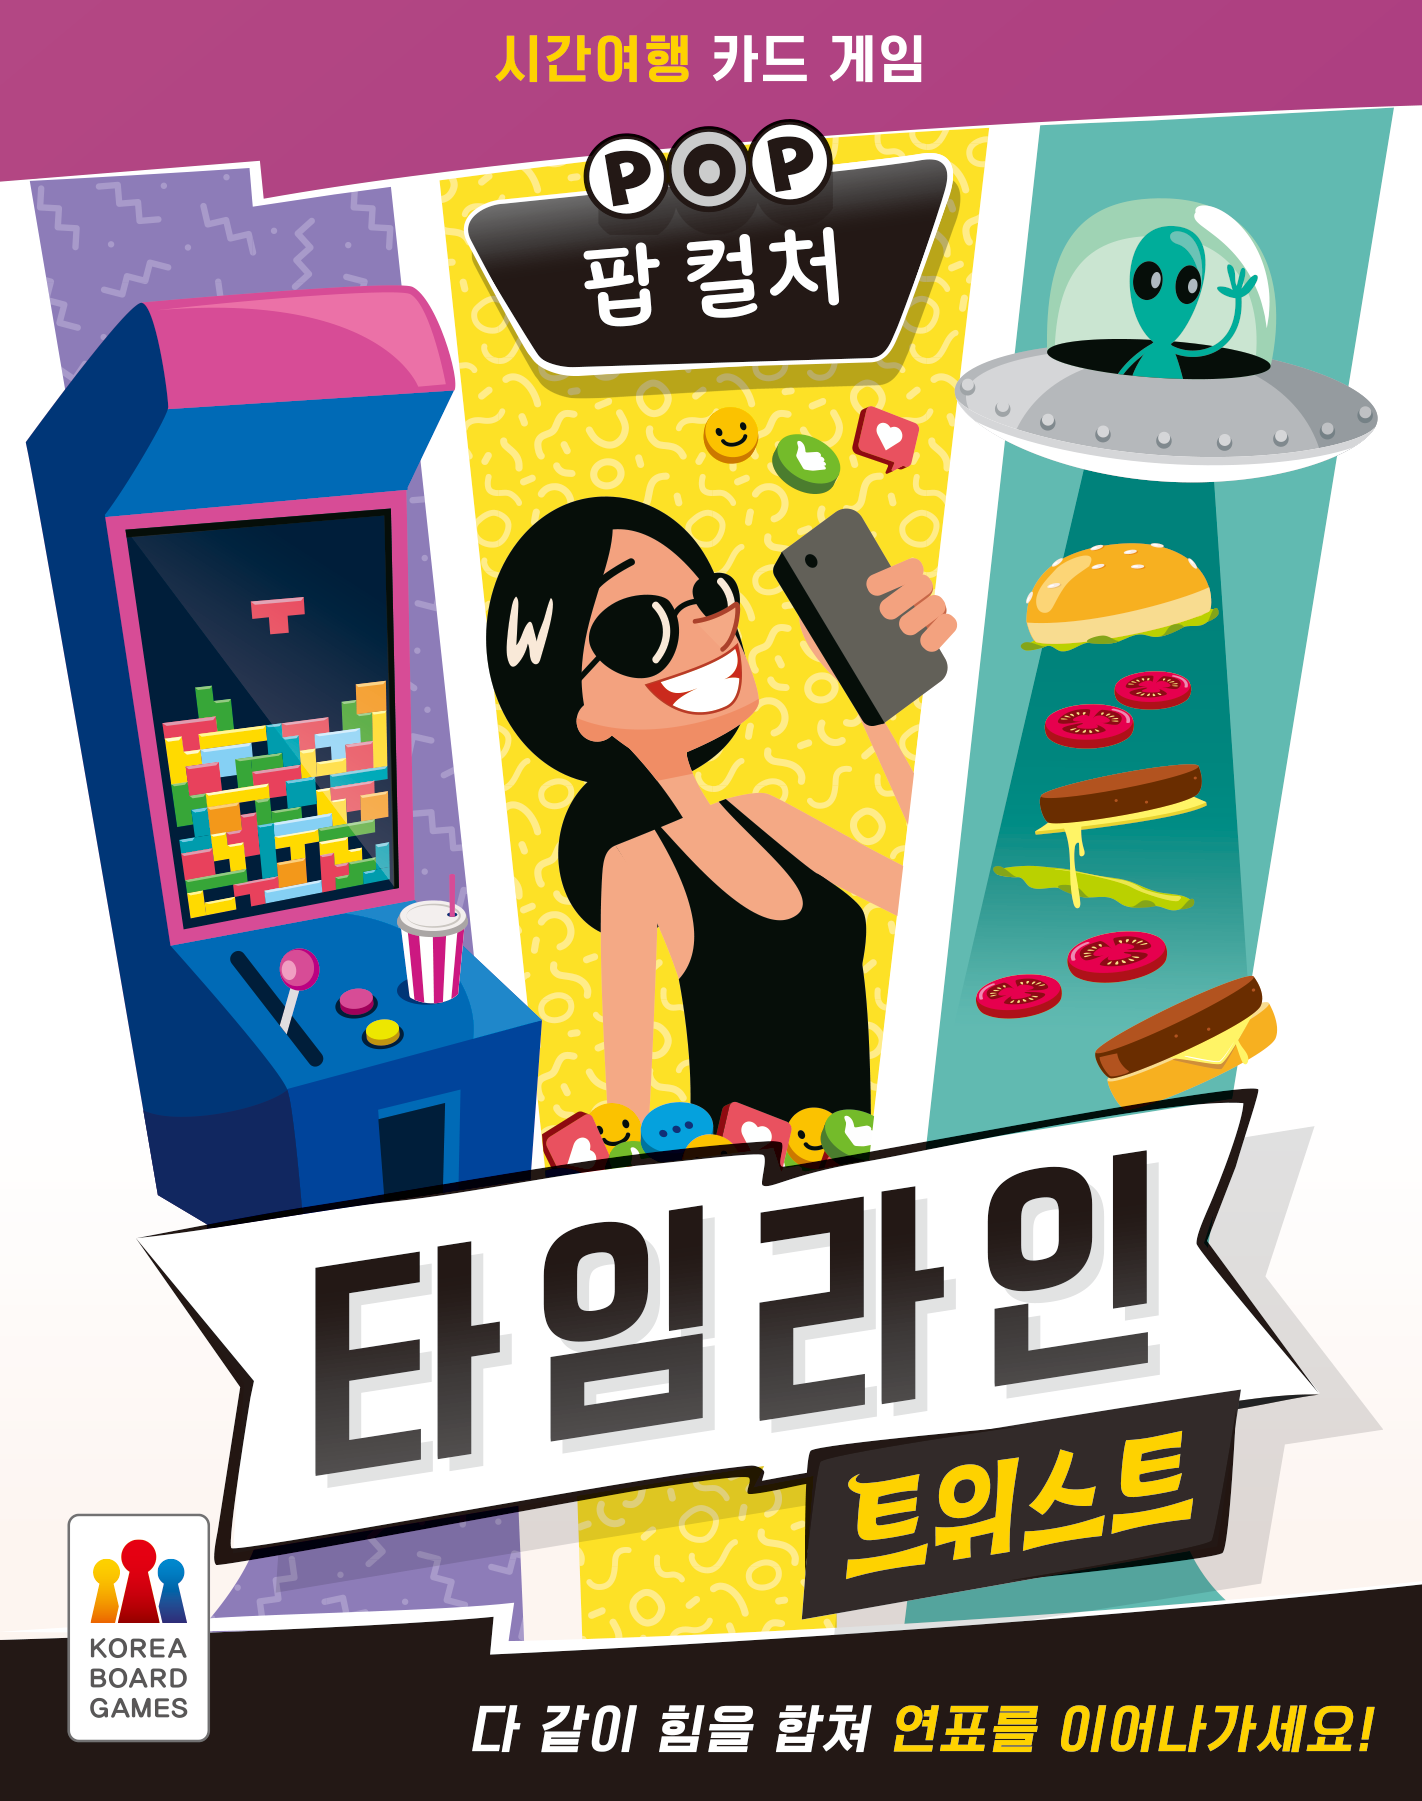 시간여행 카드 게임
POP
팝 컬처
타임라인
트위스트
KOREA
BOARD
GAMES
다 같이 힘을 합쳐 연표를 이어나가세요!